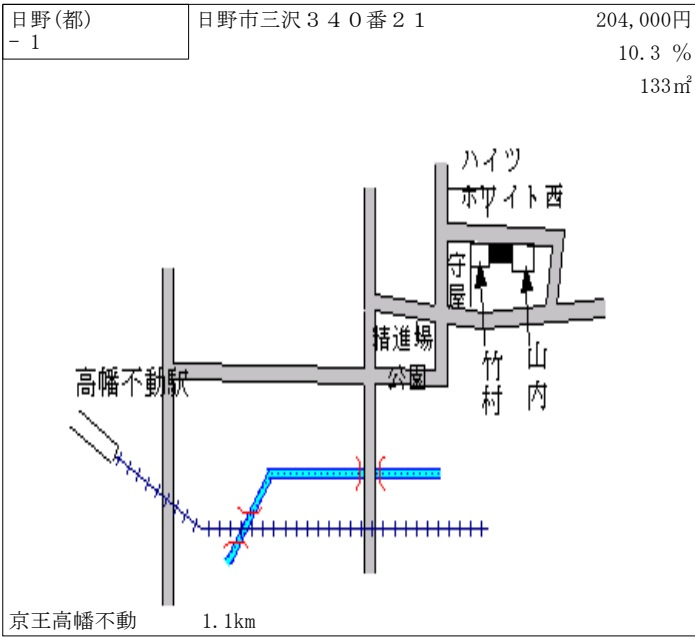 日野(都)
- 1
日野市三沢３４０番２１
204,000円
10.3 %
133㎡
ハイツ
ホワイト西
守屋
精進場
公園
竹村
山内
高幡不動駅
京王高幡不動
1.1km